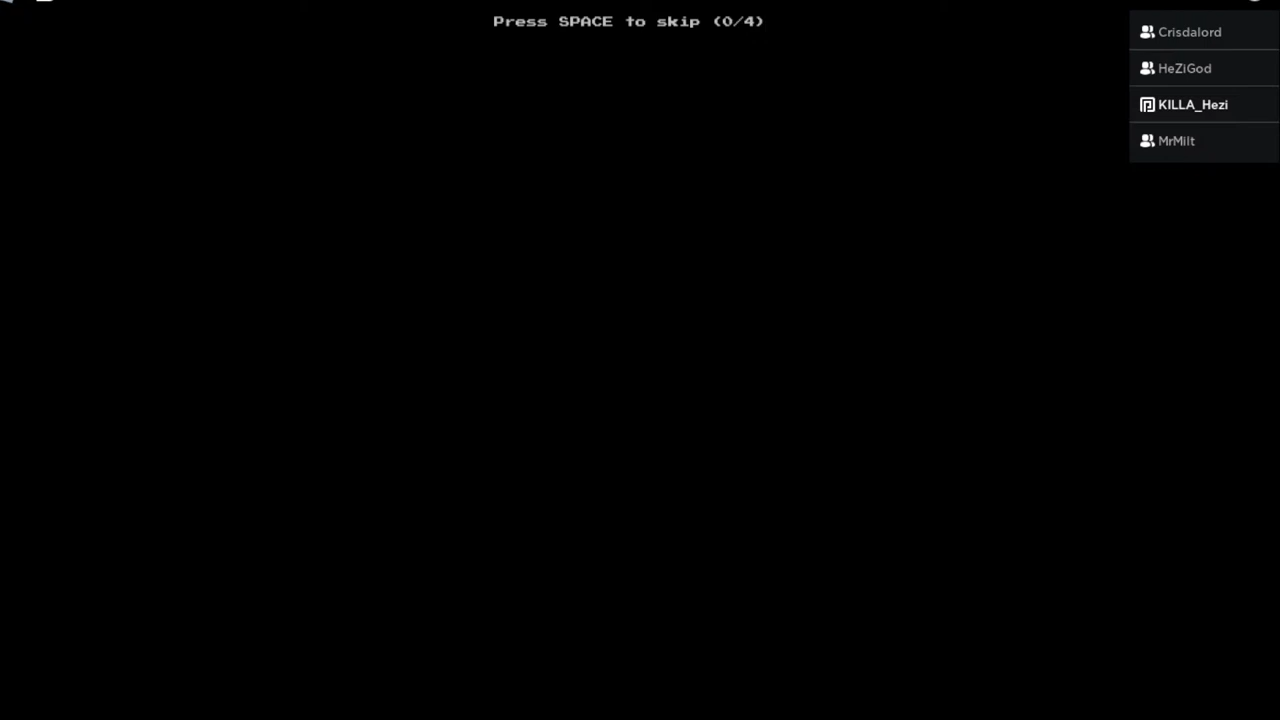 Press SPACE to skip (0/4)
Crisdalord
HeZiGod
KILLA_Hezi
MrMilt